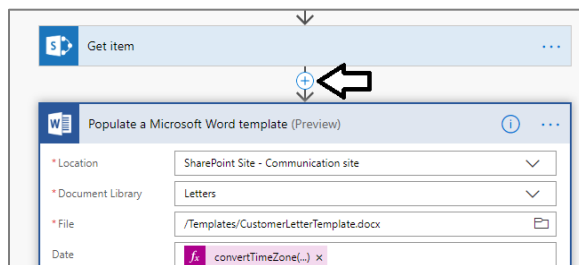 Get item
Populate a Microsoft Word template (Preview)
* Location SharePoint Site - Communication site
* Document Library Letters
* File /Templates/CustomerLetterTemplate.docx
Date fx convertTimeZone(...) ×